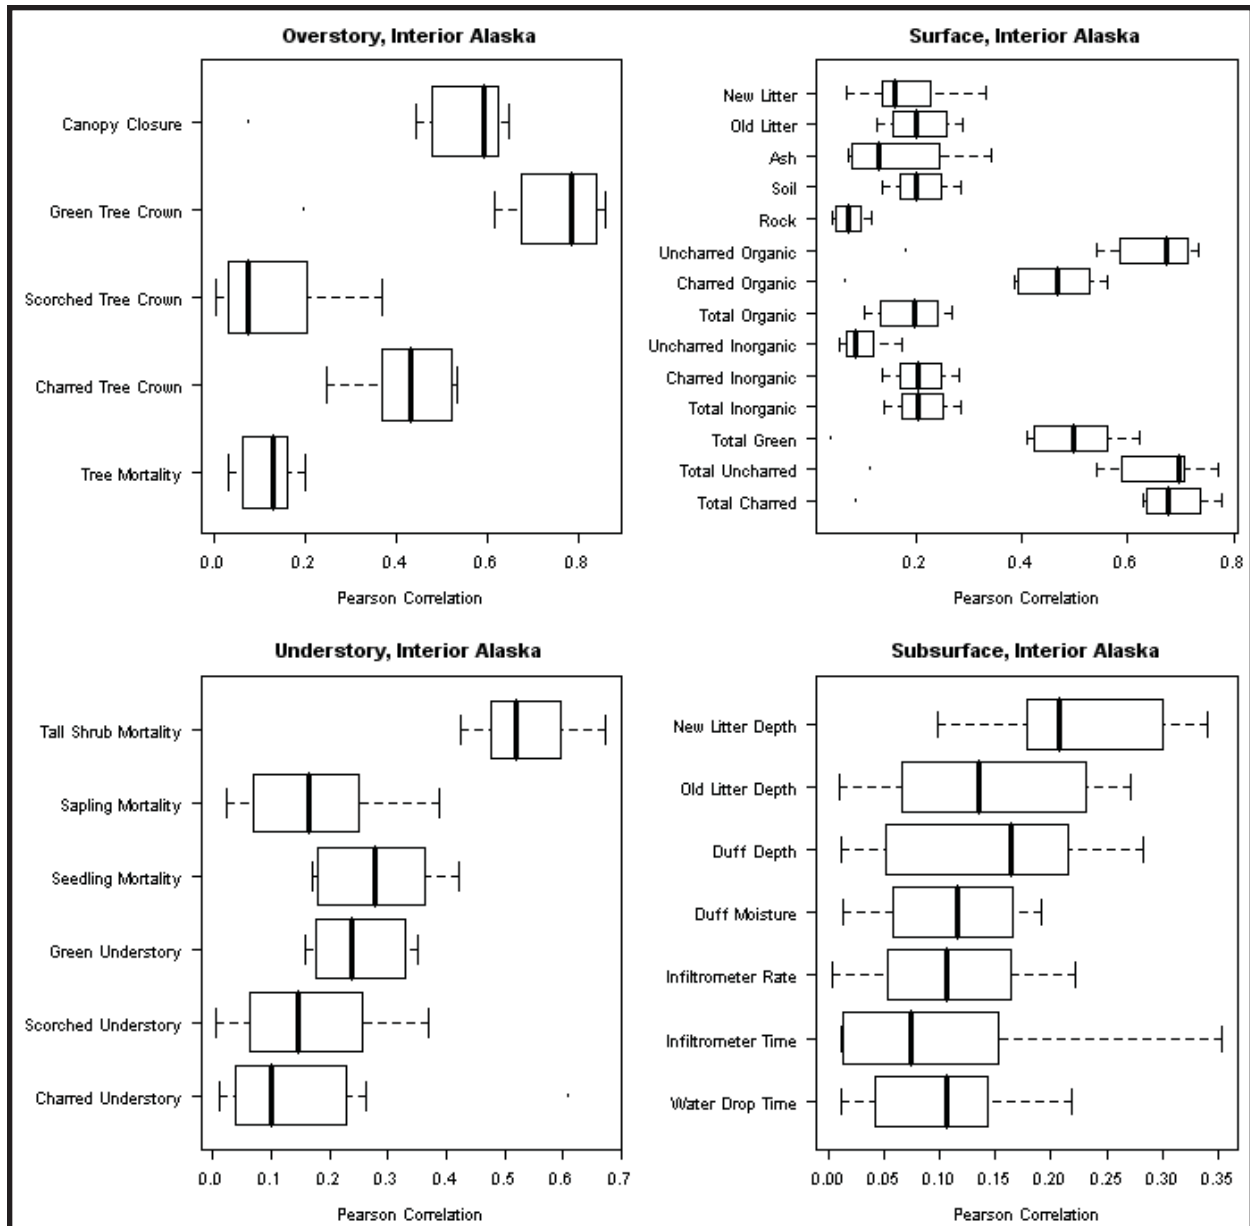 Overstory, Interior Alaska
Canopy Closure
Green Tree Crown
Scorched Tree Crown
Charred Tree Crown
Tree Mortality
0.0 0.2 0.4 0.6 0.8
Pearson Correlation
Surface, Interior Alaska
New Litter
Old Litter
Ash
Soil
Rock
Uncharred Organic
Charred Organic
Total Organic
Uncharred Inorganic
Charred Inorganic
Total Inorganic
Total Green
Total Uncharred
Total Charred
0.2 0.4 0.6 0.8
Pearson Correlation
Understory, Interior Alaska
Tall Shrub Mortality
Sapling Mortality
Seedling Mortality
Green Understory
Scorched Understory
Charred Understory
0.0 0.1 0.2 0.3 0.4 0.5 0.6 0.7
Pearson Correlation
Subsurface, Interior Alaska
New Litter Depth
Old Litter Depth
Duff Depth
Duff Moisture
Infiltrometer Rate
Infiltrometer Time
Water Drop Time
0.00 0.05 0.10 0.15 0.20 0.25 0.30 0.35
Pearson Correlation